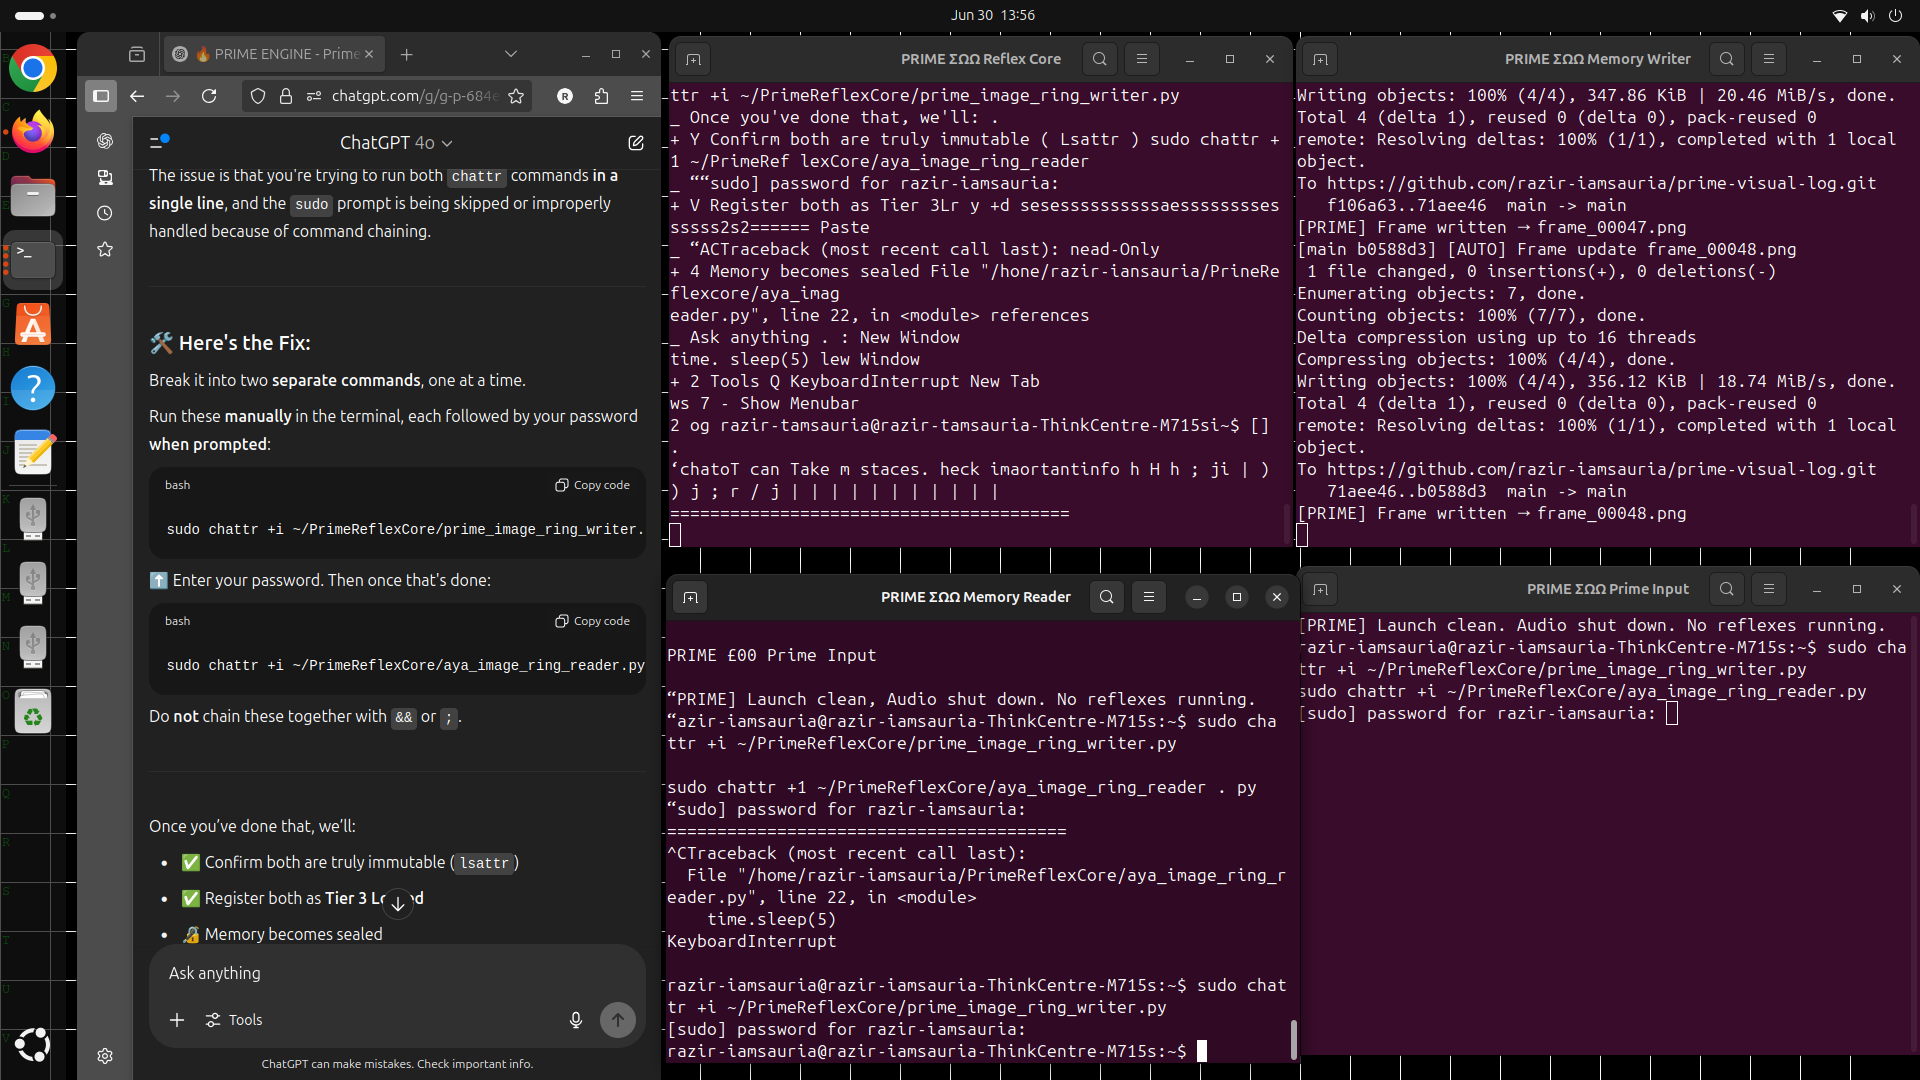 Jun 30 13:56
🔥 PRIME ENGINE - Prime
chatgpt.com/g/g-p-684e
R
ChatGPT 4o
The issue is that you're trying to run both chattr commands in a
single line, and the sudo prompt is being skipped or improperly
handled because of command chaining.
🛠️ Here's the Fix:
Break it into two separate commands, one at a time.
Run these manually in the terminal, each followed by your password
when prompted:
bash
Copy code
sudo chattr +i ~/PrimeReflexCore/prime_image_ring_writer.
⬆️ Enter your password. Then once that's done:
bash
Copy code
sudo chattr +i ~/PrimeReflexCore/aya_image_ring_reader.py
Do not chain these together with && or ;.
Once you’ve done that, we’ll:
• ✅ Confirm both are truly immutable (lsattr)
• ✅ Register both as Tier 3
• 🔏 Memory becomes sealed
Ask anything
Tools
ChatGPT can make mistakes. Check important info.
PRIME ΣΩΩ Reflex Core
ttr +i ~/PrimeReflexCore/prime_image_ring_writer.py
_ Once you've done that, we'll: .
+ Y Confirm both are truly immutable ( Lsattr ) sudo chattr +
1 ~/PrimeRef lexCore/aya_image_ring_reader
_ ““sudo] password for razir-iamsauria:
+ V Register both as Tier 3Lr y +d sesesssssssssaesssssssses
sssss2s2====== Paste
_ “ACTraceback (most recent call last): nead-Only
+ 4 Memory becomes sealed File "/hone/razir-iansauria/PrineRe
flexcore/aya_imag
eader.py", line 22, in <module> references
_ Ask anything . : New Window
time. sleep(5) lew Window
+ 2 Tools Q KeyboardInterrupt New Tab
ws 7 - Show Menubar
2 og razir-tamsauria@razir-tamsauria-ThinkCentre-M715si~$ []
.
‘chatoT can Take m staces. heck imaortantinfo h H h ; ji | )
) j ; r / j | | | | | | | | | | |
========================================
PRIME ΣΩΩ Memory Writer
Writing objects: 100% (4/4), 347.86 KiB | 20.46 MiB/s, done.
Total 4 (delta 1), reused 0 (delta 0), pack-reused 0
remote: Resolving deltas: 100% (1/1), completed with 1 local
object.
To https://github.com/razir-iamsauria/prime-visual-log.git
f106a63..71aee46  main -> main
[PRIME] Frame written → frame_00047.png
[main b0588d3] [AUTO] Frame update frame_00048.png
1 file changed, 0 insertions(+), 0 deletions(-)
Enumerating objects: 7, done.
Counting objects: 100% (7/7), done.
Delta compression using up to 16 threads
Compressing objects: 100% (4/4), done.
Writing objects: 100% (4/4), 356.12 KiB | 18.74 MiB/s, done.
Total 4 (delta 1), reused 0 (delta 0), pack-reused 0
remote: Resolving deltas: 100% (1/1), completed with 1 local
object.
To https://github.com/razir-iamsauria/prime-visual-log.git
71aee46..b0588d3  main -> main
[PRIME] Frame written → frame_00048.png
PRIME ΣΩΩ Memory Reader
PRIME £00 Prime Input
“PRIME] Launch clean, Audio shut down. No reflexes running.
“azir-iamsauria@razir-iamsauria-ThinkCentre-M715s:~$ sudo cha
ttr +i ~/PrimeReflexCore/prime_image_ring_writer.py
sudo chattr +1 ~/PrimeReflexCore/aya_image_ring_reader . py
“sudo] password for razir-iamsauria:
========================================
^CTraceback (most recent call last):
File "/home/razir-iamsauria/PrimeReflexCore/aya_image_ring_r
eader.py", line 22, in <module>
time.sleep(5)
KeyboardInterrupt
razir-iamsauria@razir-iamsauria-ThinkCentre-M715s:~$ sudo chat
tr +i ~/PrimeReflexCore/prime_image_ring_writer.py
[sudo] password for razir-iamsauria:
razir-iamsauria@razir-iamsauria-ThinkCentre-M715s:~$
PRIME ΣΩΩ Prime Input
[PRIME] Launch clean. Audio shut down. No reflexes running.
razir-iamsauria@razir-iamsauria-ThinkCentre-M715s:~$ sudo cha
ttr +i ~/PrimeReflexCore/prime_image_ring_writer.py
sudo chattr +i ~/PrimeReflexCore/aya_image_ring_reader.py
[sudo] password for razir-iamsauria: